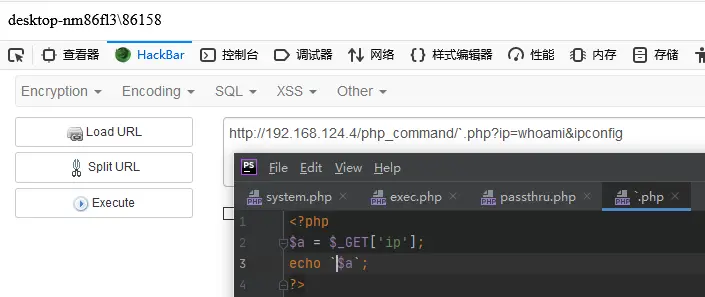 desktop-nm86fl3\86158
查看器 HackBar 控制台 调试器 网络 样式编辑器 性能 内存 存储
Encryption Encoding SQL XSS Other
Load URL
Split URL
Execute
http://192.168.124.4/php_command/`.php?ip=whoami&ipconfig
PS File Edit View Help
system.php exec.php passthru.php `.php
1 <?php
2 $a = $_GET['ip'];
3 echo `$a`;
4 ?>